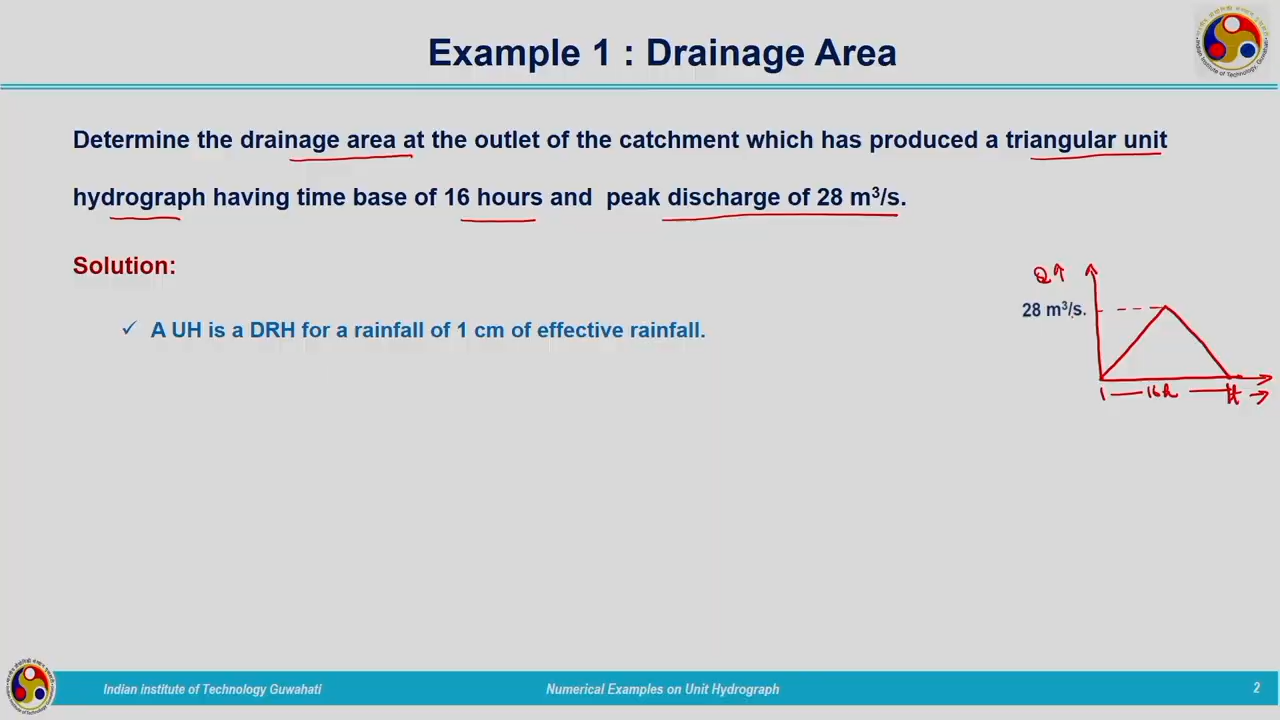 Example 1 : Drainage Area
Determine the drainage area at the outlet of the catchment which has produced a triangular unit
hydrograph having time base of 16 hours and peak discharge of 28 m³/s.
Solution:
✓ A UH is a DRH for a rainfall of 1 cm of effective rainfall.
Q↑
28 m³/s.
16h
t →
Indian institute of Technology Guwahati
Numerical Examples on Unit Hydrograph
2